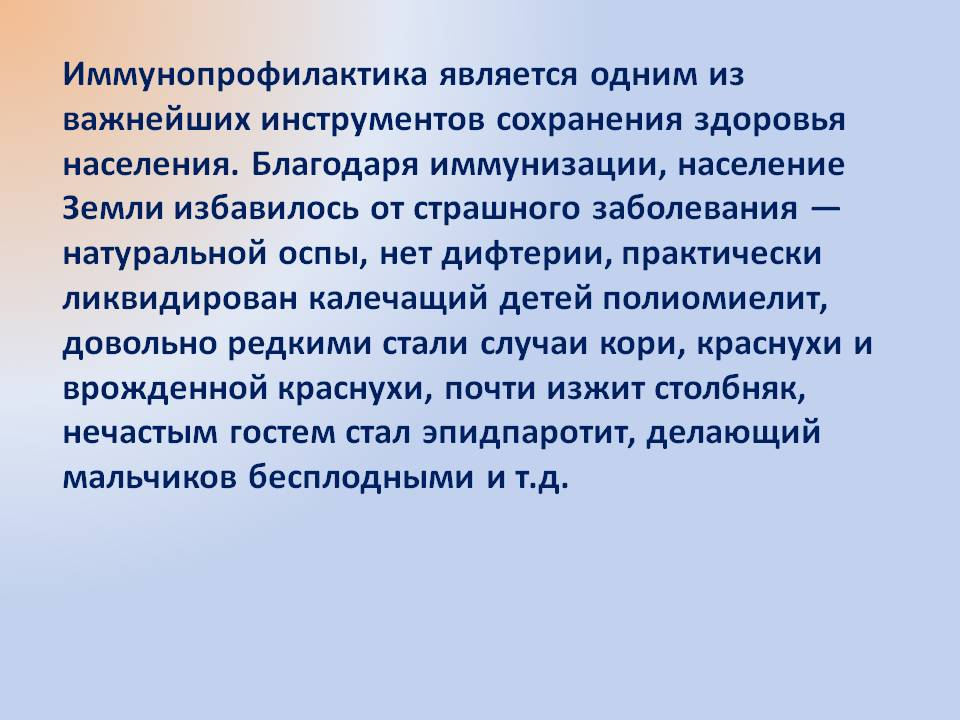 Иммунопрофилактика является одним из
важнейших инструментов сохранения здоровья
населения. Благодаря иммунизации, население
Земли избавилось от страшного заболевания —
натуральной оспы, нет дифтерии, практически
ликвидирован калечащий детей полиомиелит,
довольно редкими стали случаи кори, краснухи и
врожденной краснухи, почти изжит столбняк,
нечастым гостем стал эпидпаротит, делающий
мальчиков бесплодными и т.д.